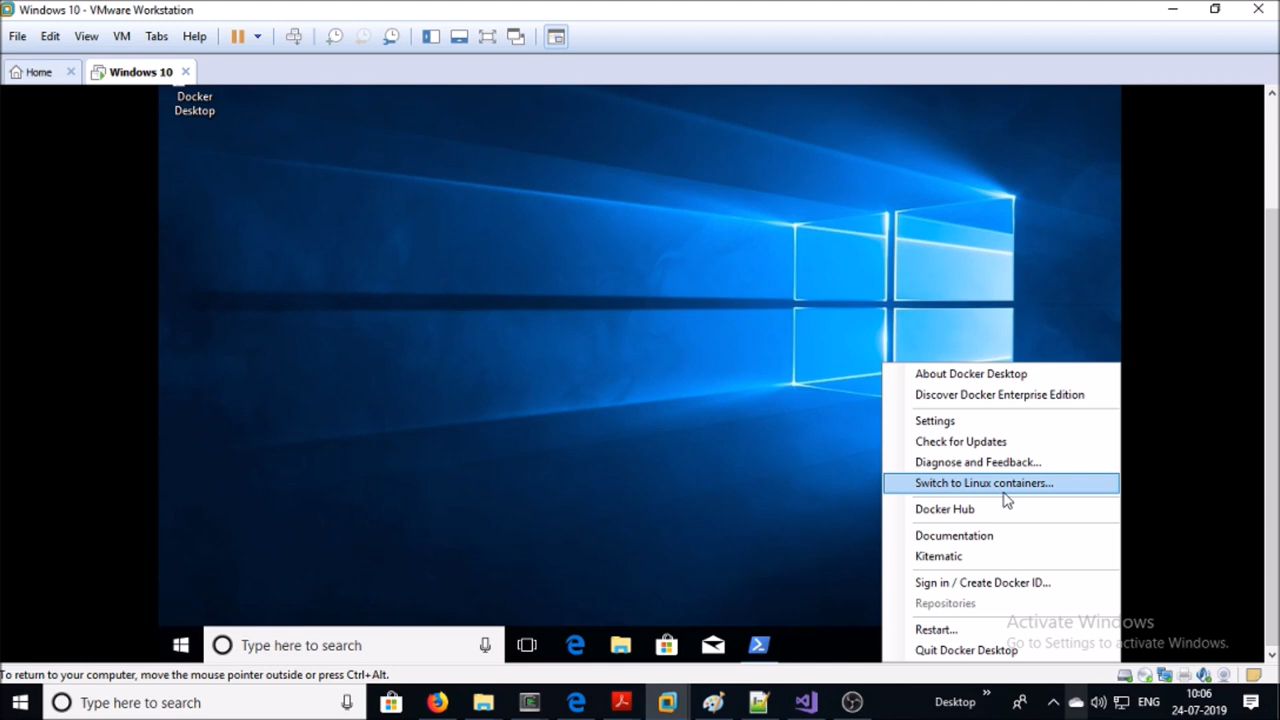 Windows 10 - VMware Workstation
File Edit View VM Tabs Help
Home Windows 10
Docker
Desktop
About Docker Desktop
Discover Docker Enterprise Edition
Settings
Check for Updates
Diagnose and Feedback...
Switch to Linux containers...
Docker Hub
Documentation
Kitematic
Sign in / Create Docker ID...
Repositories
Restart...
Quit Docker Desktop
Activate Windows
Go to Settings to activate Windows.
Type here to search
To return to your computer, move the mouse pointer outside or press Ctrl+Alt.
Type here to search
Desktop
ENG
10:06
24-07-2019